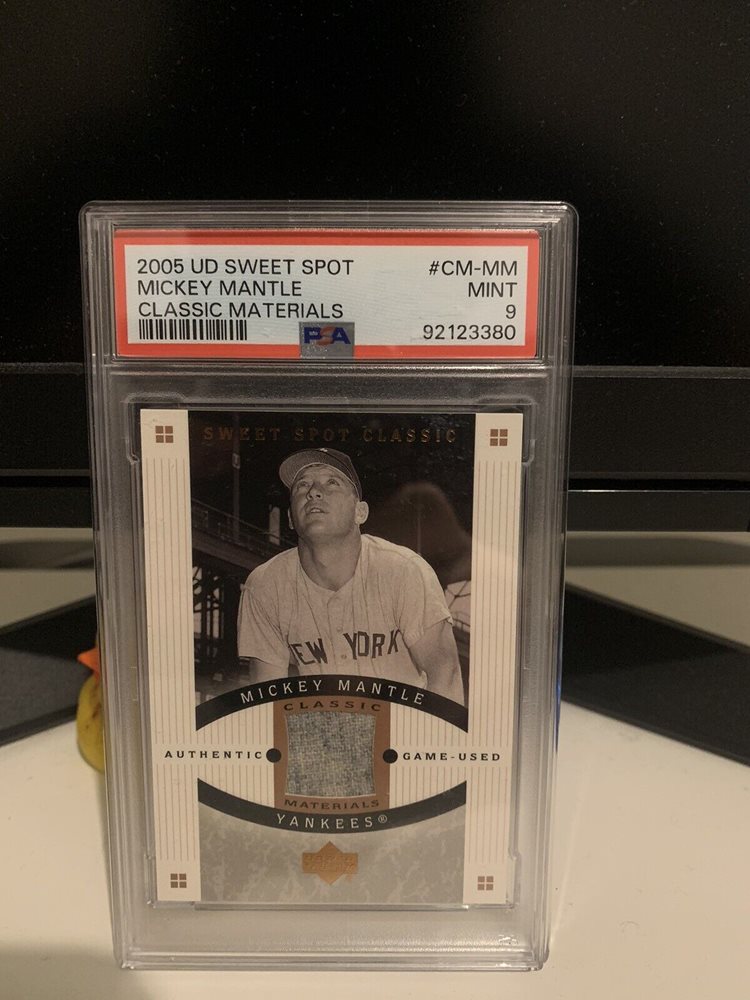 2005 UD SWEET SPOT #CM-MM
MICKEY MANTLE MINT
CLASSIC MATERIALS 9
PSA 92123380
SWEET SPOT CLASSIC
EW YORK
MICKEY MANTLE
CLASSIC
AUTHENTIC GAME-USED
MATERIALS
YANKEES®